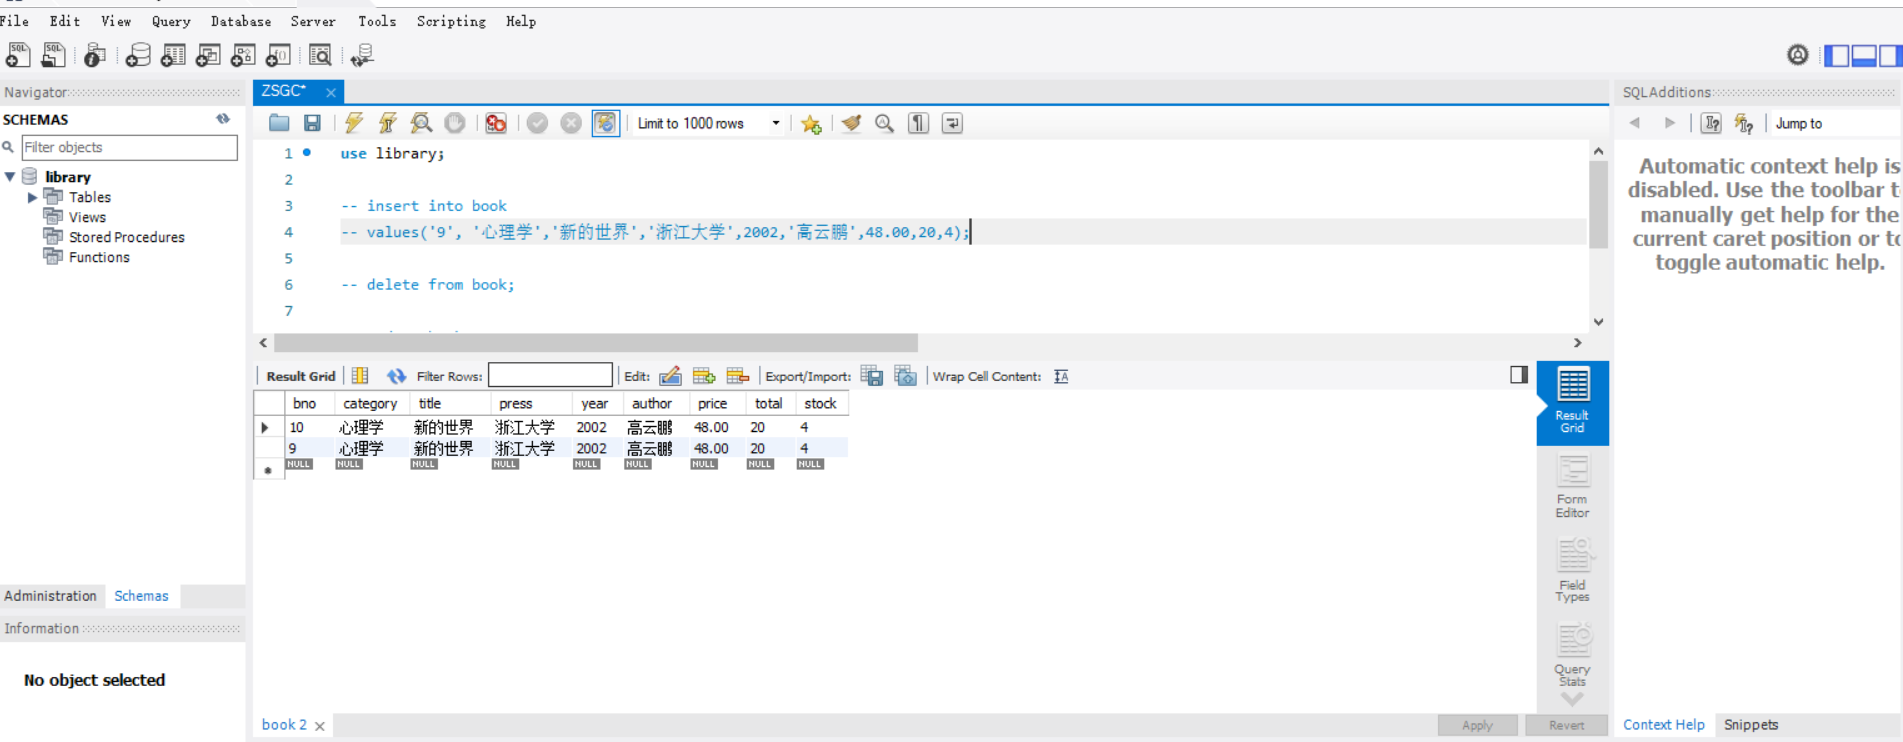 File Edit View Query Database Server Tools Scripting Help
Navigator
SCHEMAS
Filter objects
library
Tables
Views
Stored Procedures
Functions
Administration Schemas
Information
No object selected
ZSGC*
Limit to 1000 rows
1 use library;
2
3 -- insert into book
4 -- values('9', '心理学','新的世界','浙江大学',2002,'高云鹏',48.00,20,4);
5
6 -- delete from book;
7
Result Grid Filter Rows: Edit: Export/Import: Wrap Cell Content:
bno category title press year author price total stock
10 心理学 新的世界 浙江大学 2002 高云鹏 48.00 20 4
9 心理学 新的世界 浙江大学 2002 高云鹏 48.00 20 4
NULL NULL NULL NULL NULL NULL NULL NULL NULL
Result
Grid
Form
Editor
Field
Types
Query
Stats
book 2
Apply Revert
SQLAdditions
Jump to
Automatic context help is
disabled. Use the toolbar t
manually get help for the
current caret position or to
toggle automatic help.
Context Help Snippets